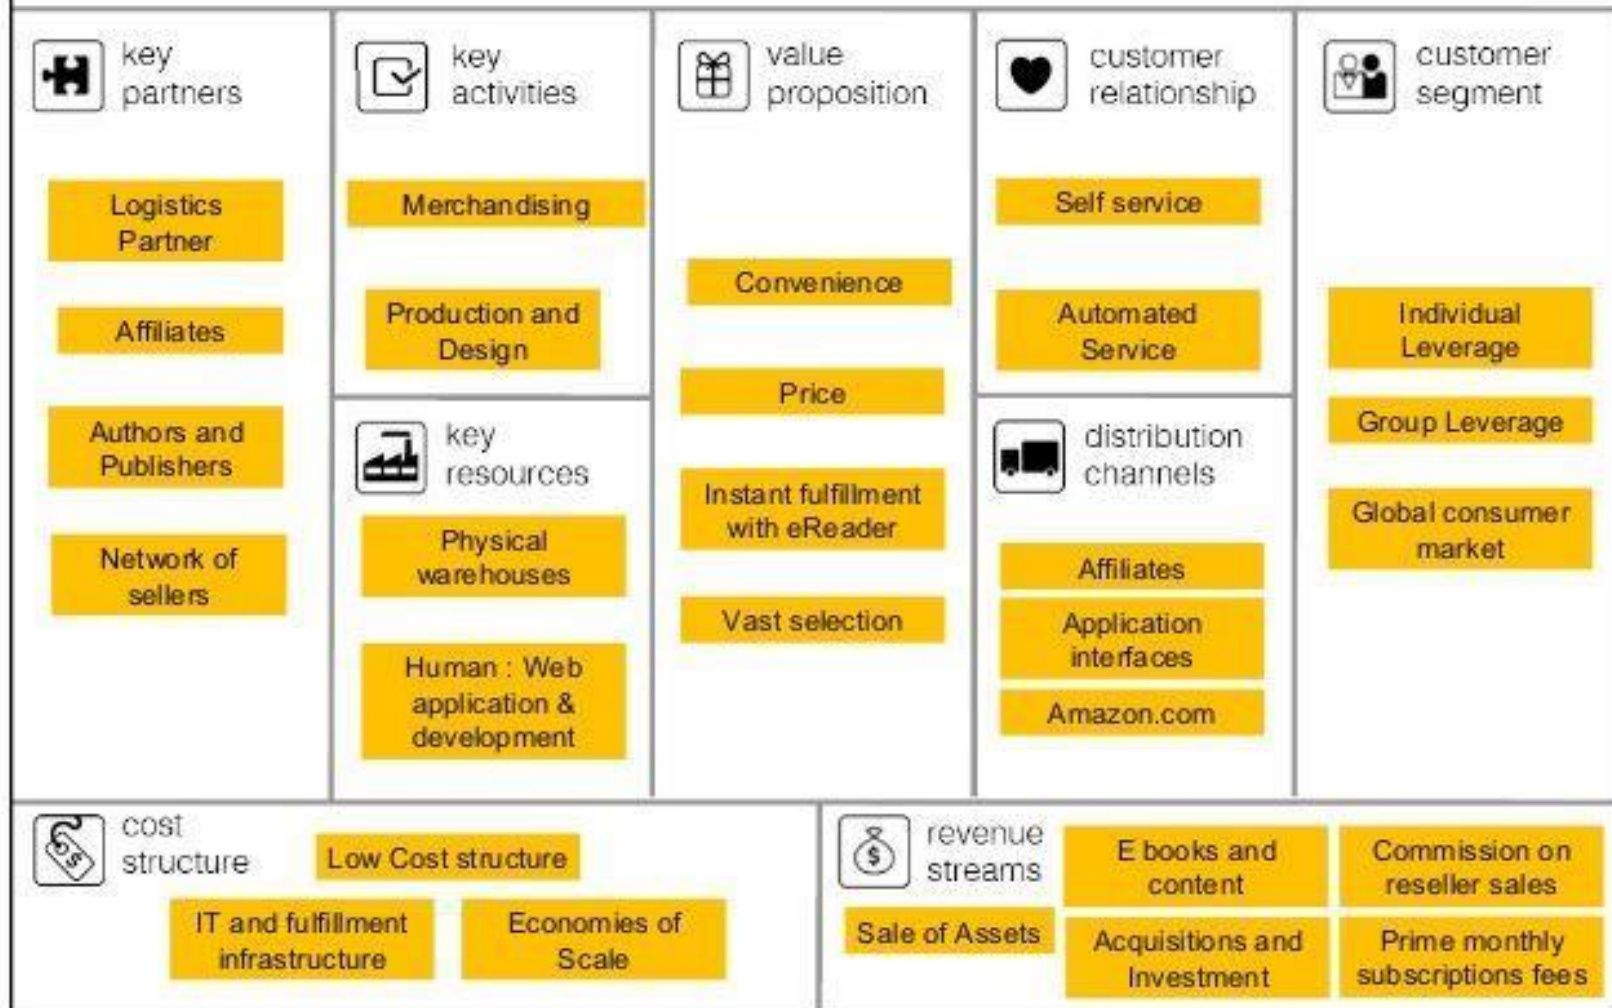 key
partners
Logistics
Partner
Affiliates
Authors and
Publishers
Network of
sellers
key
activities
Merchandising
Production and
Design
key
resources
Physical
warehouses
Human : Web
application &
development
value
proposition
Convenience
Price
Instant fulfillment
with eReader
Vast selection
customer
relationship
Self service
Automated
Service
distribution
channels
Affiliates
Application
interfaces
Amazon.com
customer
segment
Individual
Leverage
Group Leverage
Global consumer
market
cost
structure
Low Cost structure
IT and fulfillment
infrastructure
Economies of
Scale
revenue
streams
Sale of Assets
E books and
content
Commission on
reseller sales
Acquisitions and
Investment
Prime monthly
subscriptions fees